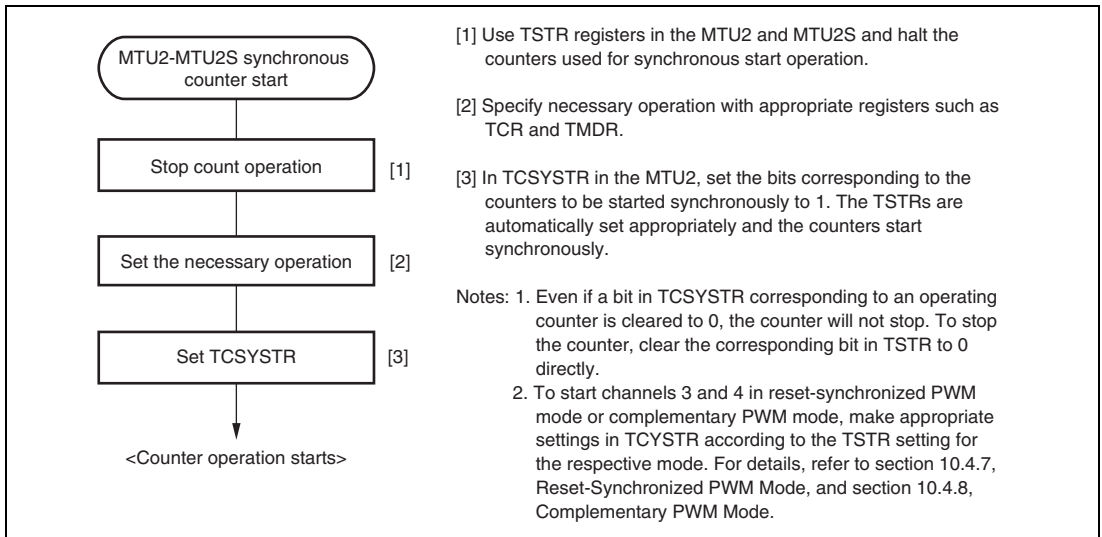 MTU2-MTU2S synchronous
counter start
Stop count operation
[1]
Set the necessary operation
[2]
Set TCSYSTR
[3]
<Counter operation starts>
[1] Use TSTR registers in the MTU2 and MTU2S and halt the
counters used for synchronous start operation.
[2] Specify necessary operation with appropriate registers such as
TCR and TMDR.
[3] In TCSYSTR in the MTU2, set the bits corresponding to the
counters to be started synchronously to 1. The TSTRs are
automatically set appropriately and the counters start
synchronously.
Notes: 1. Even if a bit in TCSYSTR corresponding to an operating
counter is cleared to 0, the counter will not stop. To stop
the counter, clear the corresponding bit in TSTR to 0
directly.
2. To start channels 3 and 4 in reset-synchronized PWM
mode or complementary PWM mode, make appropriate
settings in TCYSTR according to the TSTR setting for
the respective mode. For details, refer to section 10.4.7,
Reset-Synchronized PWM Mode, and section 10.4.8,
Complementary PWM Mode.